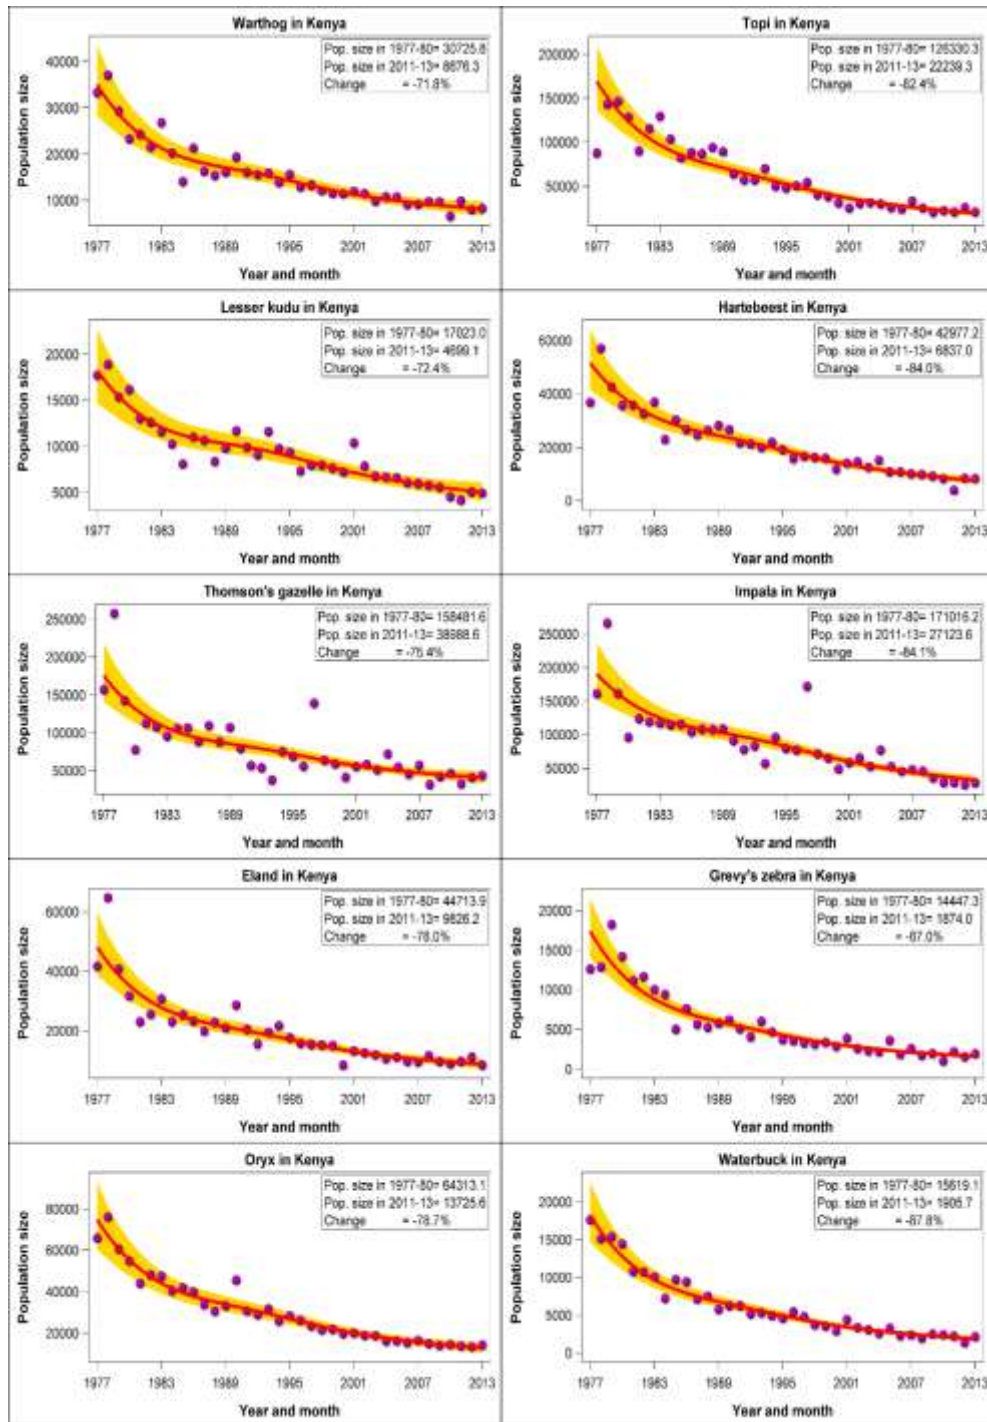 Warthog in Kenya
Pop. size in 1977-80= 30725.8
Pop. size in 2011-13= 8676.3
Change = -71.8%
Population size
40000
30000
20000
10000
1977 1983 1989 1995 2001 2007 2013
Year and month
Topi in Kenya
Pop. size in 1977-80= 126330.3
Pop. size in 2011-13= 22239.3
Change = -82.4%
Population size
200000
150000
100000
50000
1977 1983 1989 1995 2001 2007 2013
Year and month
Lesser kudu in Kenya
Pop. size in 1977-80= 17023.0
Pop. size in 2011-13= 4699.1
Change = -72.4%
Population size
20000
15000
10000
5000
1977 1983 1989 1995 2001 2007 2013
Year and month
Hartebeest in Kenya
Pop. size in 1977-80= 42977.2
Pop. size in 2011-13= 6837.0
Change = -84.0%
Population size
60000
40000
20000
0
1977 1983 1989 1995 2001 2007 2013
Year and month
Thomson's gazelle in Kenya
Pop. size in 1977-80= 158481.6
Pop. size in 2011-13= 38988.6
Change = -75.4%
Population size
250000
200000
150000
100000
50000
1977 1983 1989 1995 2001 2007 2013
Year and month
Impala in Kenya
Pop. size in 1977-80= 171016.2
Pop. size in 2011-13= 27123.6
Change = -84.1%
Population size
250000
200000
150000
100000
50000
1977 1983 1989 1995 2001 2007 2013
Year and month
Eland in Kenya
Pop. size in 1977-80= 44713.9
Pop. size in 2011-13= 9826.2
Change = -78.0%
Population size
60000
40000
20000
1977 1983 1989 1995 2001 2007 2013
Year and month
Grevy's zebra in Kenya
Pop. size in 1977-80= 14447.3
Pop. size in 2011-13= 1874.0
Change = -87.0%
Population size
20000
15000
10000
5000
0
1977 1983 1989 1995 2001 2007 2013
Year and month
Oryx in Kenya
Pop. size in 1977-80= 64313.1
Pop. size in 2011-13= 13725.6
Change = -78.7%
Population size
80000
60000
40000
20000
1977 1983 1989 1995 2001 2007 2013
Year and month
Waterbuck in Kenya
Pop. size in 1977-80= 15619.1
Pop. size in 2011-13= 1905.7
Change = -87.8%
Population size
20000
15000
10000
5000
0
1977 1983 1989 1995 2001 2007 2013
Year and month